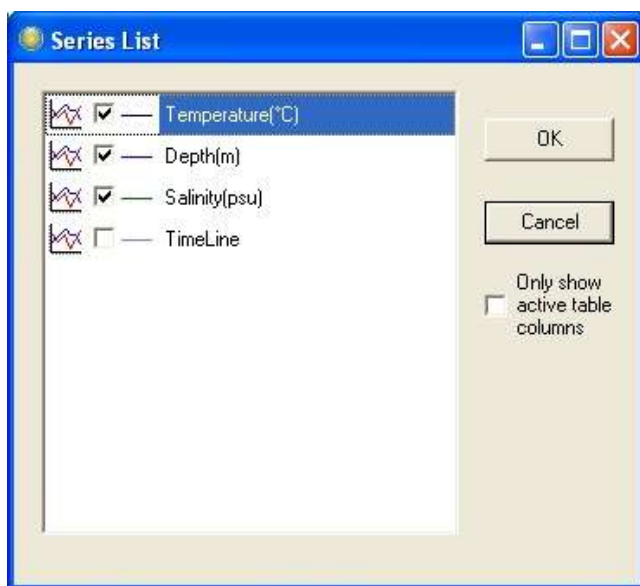 Series List
Temperature(°C)
Depth(m)
Salinity(psu)
TimeLine
OK
Cancel
Only show
active table
columns